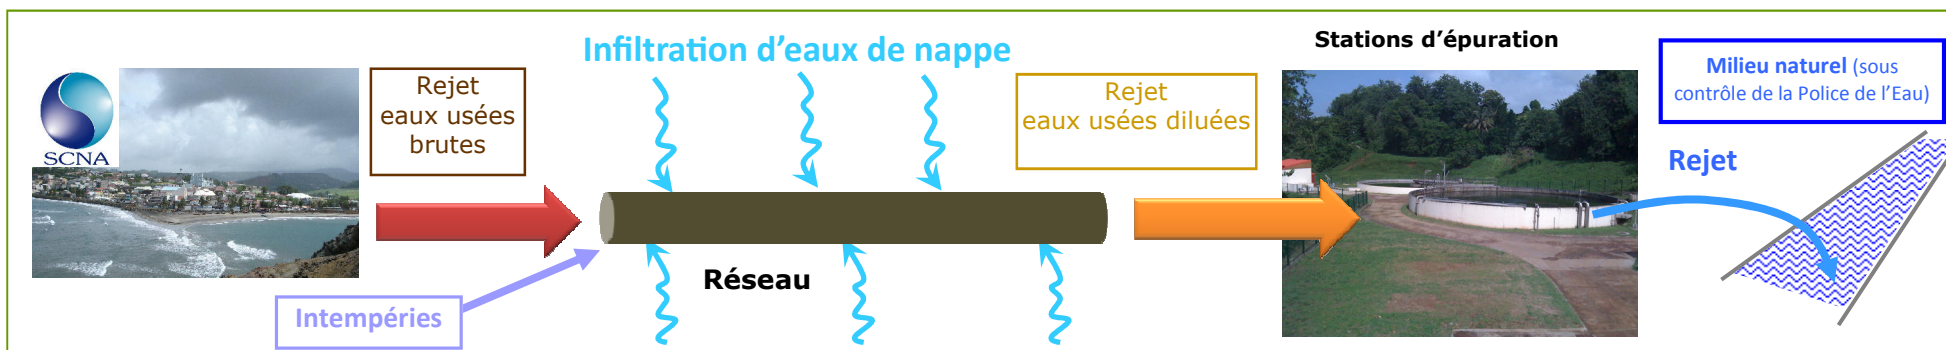 SCNA
Rejet
eaux usées
brutes
Infiltration d’eaux de nappe
Réseau
Intempéries
Rejet
eaux usées diluées
Stations d’épuration
Milieu naturel (sous
contrôle de la Police de l’Eau)
Rejet